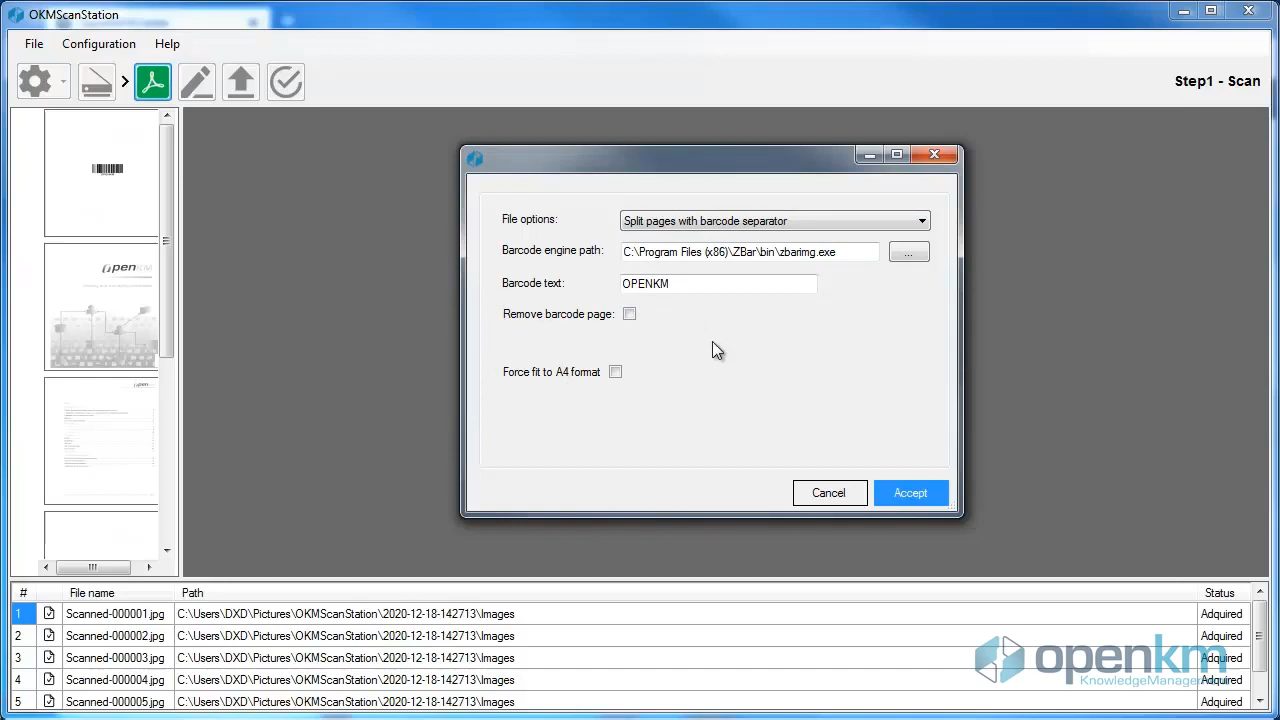 OKMScanStation
File Configuration Help
Step1 - Scan
openKM
openKM
File options: Split pages with barcode separator
Barcode engine path: C:\Program Files (x86)\ZBar\bin\zbarimg.exe ...
Barcode text: OPENKM
Remove barcode page:
Force fit to A4 format
Cancel Accept
# File name Path Status
1 Scanned-000001.jpg C:\Users\DXD\Pictures\OKMScanStation\2020-12-18-142713\Images Adquired
2 Scanned-000002.jpg C:\Users\DXD\Pictures\OKMScanStation\2020-12-18-142713\Images Adquired
3 Scanned-000003.jpg C:\Users\DXD\Pictures\OKMScanStation\2020-12-18-142713\Images Adquired
4 Scanned-000004.jpg C:\Users\DXD\Pictures\OKMScanStation\2020-12-18-142713\Images Adquired
5 Scanned-000005.jpg C:\Users\DXD\Pictures\OKMScanStation\2020-12-18-142713\Images Adquired
openkm